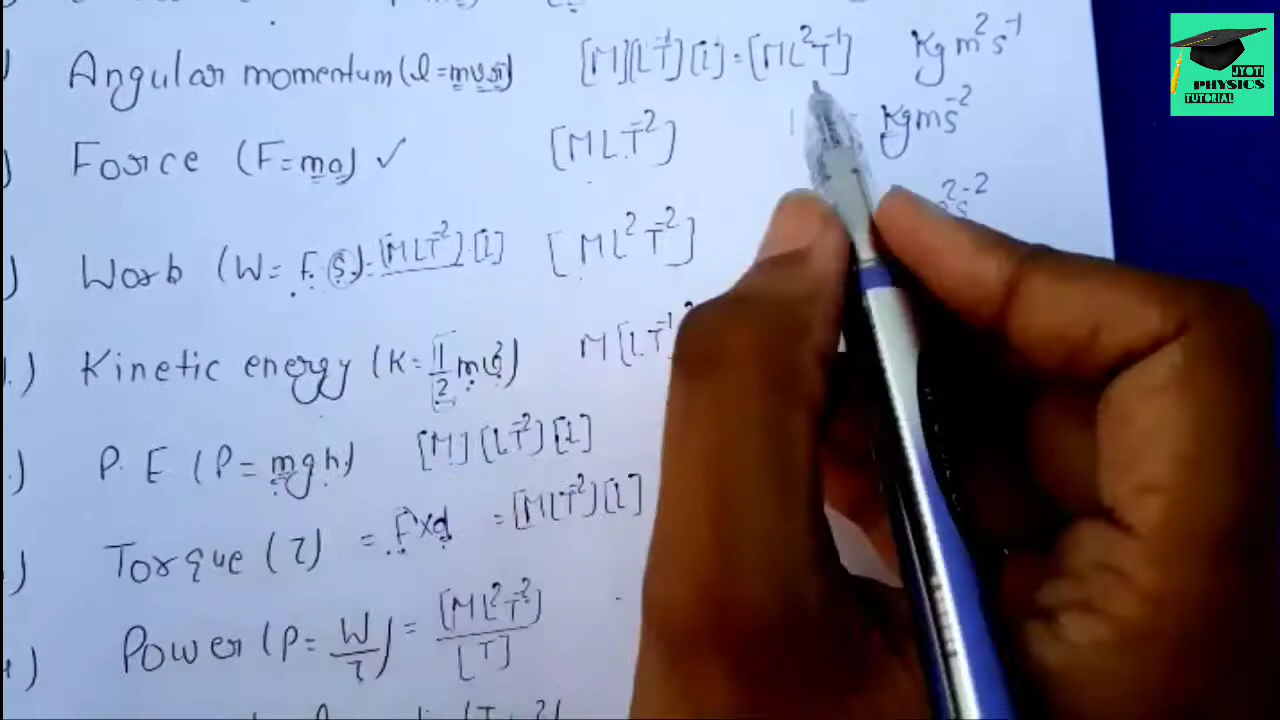 ) Angular momentum (l = mvr) [M][LT⁻¹][L] = [ML²T⁻¹] Kg m² s⁻¹
) Force (F = ma) ✓ [MLT⁻²] Kgms⁻²
) Work (W = F. S) = [MLT⁻²][L] [ML²T⁻²] s⁻²
.) Kinetic energy (K = 1/2 mv²) M[LT⁻¹
.) P.E (P = mgh) [M][LT⁻²][L]
) Torque (τ) = F×d = [MLT⁻²][L]
) Power (P = W/T) = [ML²T⁻²]/[T]
JYOTI
PHYSICS
TUTORIAL